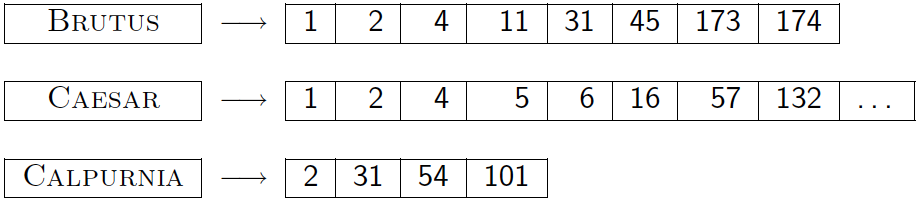 BRUTUS → 1 2 4 11 31 45 173 174
CAESAR → 1 2 4 5 6 16 57 132 ...
CALPURNIA → 2 31 54 101